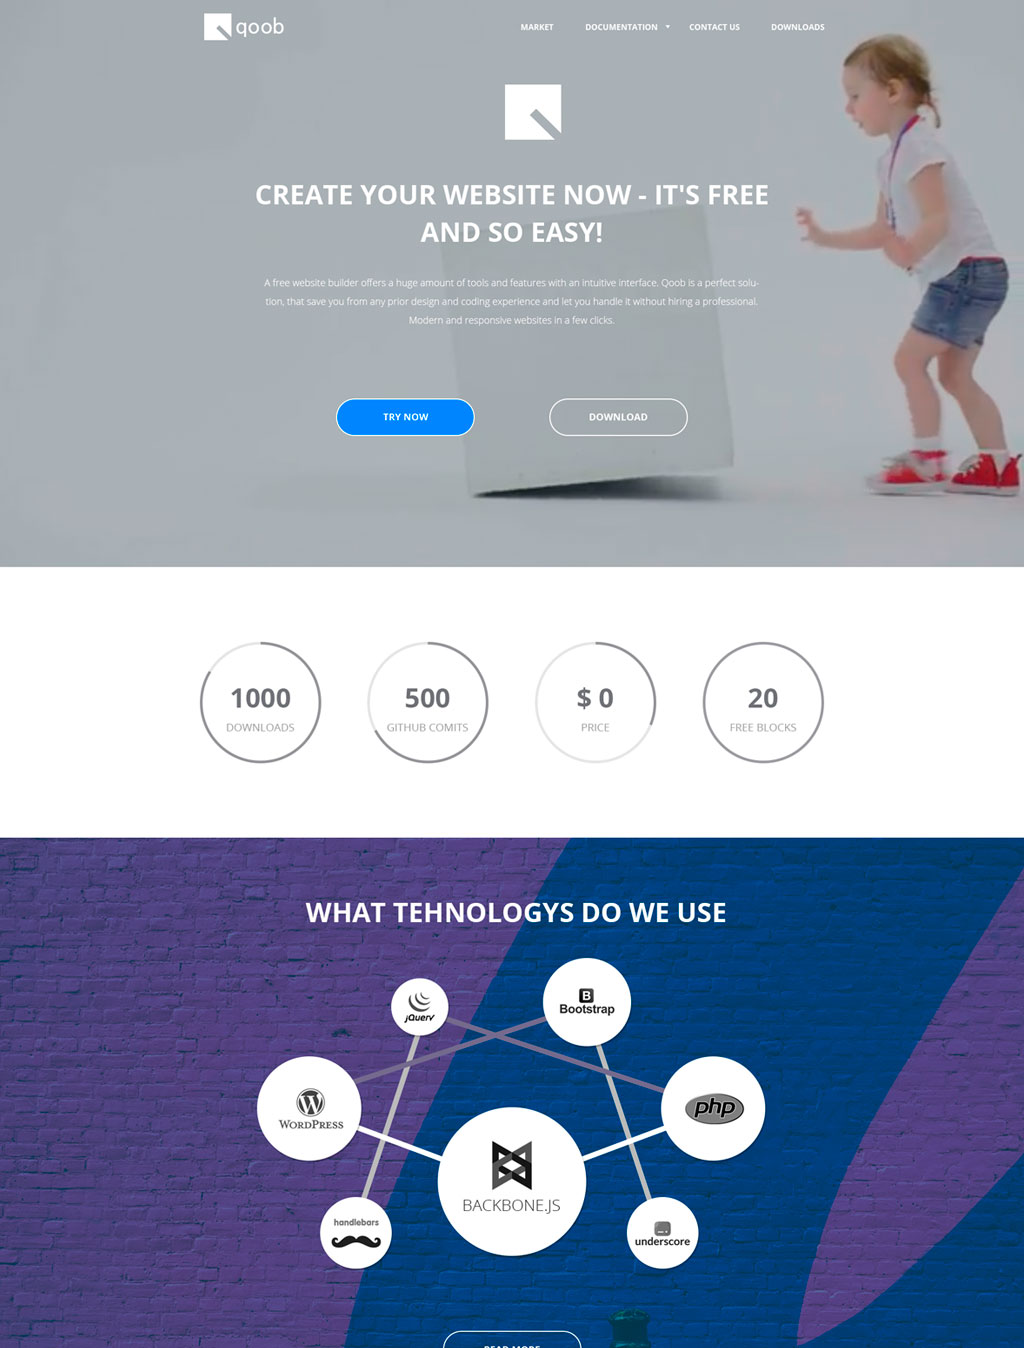 qoob
MARKET DOCUMENTATION CONTACT US DOWNLOADS
CREATE YOUR WEBSITE NOW - IT'S FREE
AND SO EASY!
A free website builder offers a huge amount of tools and features with an intuitive interface. Qoob is a perfect solu-
tion, that save you from any prior design and coding experience and let you handle it without hiring a professional.
Modern and responsive websites in a few clicks.
TRY NOW DOWNLOAD
1000
DOWNLOADS
500
GITHUB COMITS
$ 0
PRICE
20
FREE BLOCKS
WHAT TEHNOLOGYS DO WE USE
jQuery
B
Bootstrap
WORDPRESS
php
BACKBONE.JS
handlebars
underscore
READ MORE